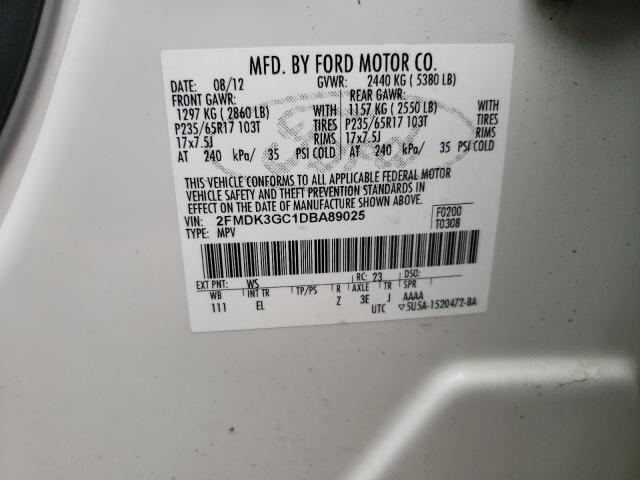 MFD. BY FORD MOTOR CO.
DATE: 08/12 GVWR: 2440 KG ( 5380 LB)
FRONT GAWR: REAR GAWR:
1297 KG ( 2860 LB) WITH 1157 KG ( 2550 LB) WITH
P235/65R17 103T TIRES P235/65R17 103T TIRES
17x7.5J RIMS 17x7.5J RIMS
AT 240 kPa/ 35 PSI COLD AT 240 kPa/ 35 PSI COLD
Ford
THIS VEHICLE CONFORMS TO ALL APPLICABLE FEDERAL MOTOR
VEHICLE SAFETY AND THEFT PREVENTION STANDARDS IN
EFFECT ON THE DATE OF MANUFACTURE SHOWN ABOVE.
VIN: 2FMDK3GC1DBA89025 F0200
TYPE: MPV T0308
EXT PNT: WS RC: 23 DSO:
WB INT TR TP/PS R AXLE TR SPR
111 EL Z 3E J AAAA
UTC ▽5U5A-1520472-BA